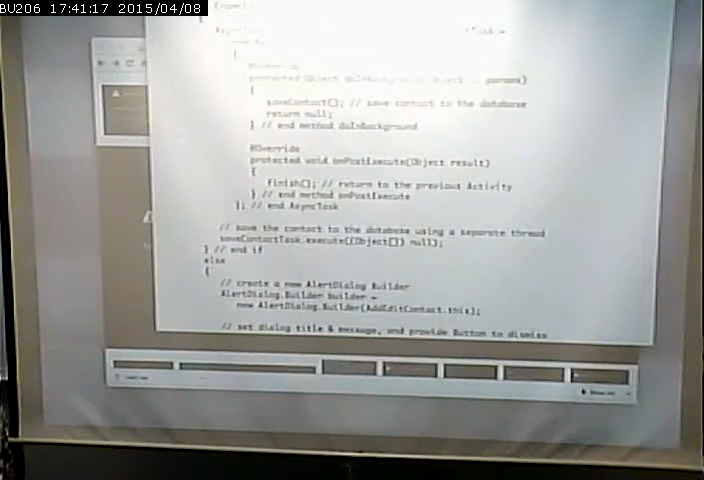 BU206 17:41:17 2015/04/08
{
@Override
protected Object doInBackground(Object... params)
{
saveContact(); // save contact to the database
return null;
} // end method doInBackground
@Override
protected void onPostExecute(Object result)
{
finish(); // return to the previous Activity
} // end method onPostExecute
}; // end AsyncTask
// save the contact to the database using a separate thread
saveContactTask.execute((Object[]) null);
} // end if
else
{
// create a new AlertDialog Builder
AlertDialog.Builder builder =
new AlertDialog.Builder(AddEditContact.this);
// set dialog title & message, and provide Button to dismiss